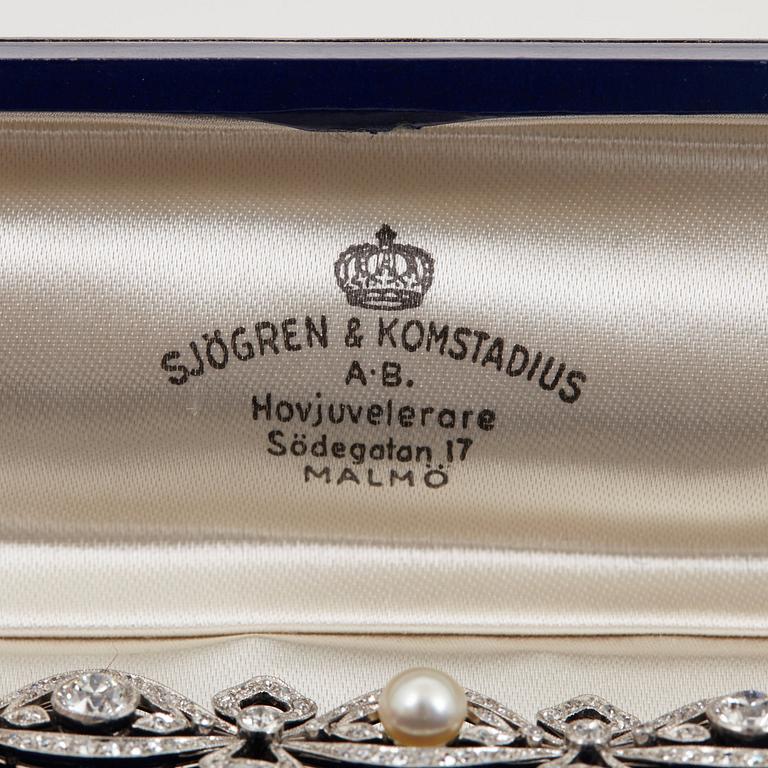 SJÖGREN & KOMSTADIUS
A·B.
Hovjuvelerare
Södegatan 17
MALMÖ